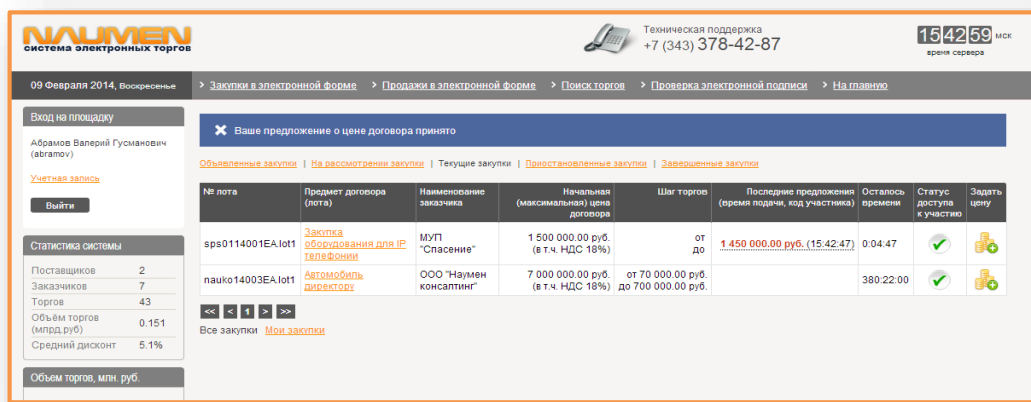 NAUMEN
система электронных торгов
Техническая поддержка
+7 (343) 378-42-87
15 42 59 мск
время сервера
09 Февраля 2014, Воскресенье
> Закупки в электронной форме > Продажи в электронной форме > Поиск торгов > Проверка электронной подписи > На главную
Вход на площадку
Абрамов Валерий Гусманович
(abramov)
Учетная запись
Выйти
Статистика системы
Поставщиков 2
Заказчиков 7
Торгов 43
Объём торгов
(млрд.руб) 0.151
Средний дисконт 5.1%
Объем торгов, млн. руб.
Ваше предложение о цене договора принято
Объявленные закупки | На рассмотрении закупки | Текущие закупки | Приостановленные закупки | Завершенные закупки
№ лота
Предмет договора
(лота)
Наименование
заказчика
Начальная
(максимальная) цена
договора
Шаг торгов
Последние предложения
(время подачи, код участника)
Осталось
времени
Статус
доступа
к участию
Задать
цену
sps0114001EA.lot1
Закупка
оборудования для IP
телефонии
МУП
"Спасение"
1 500 000.00 руб.
(в т.ч. НДС 18%)
от
до
1 450 000.00 руб. (15:42:47)
0:04:47
nauko14003EA.lot1
Автомобиль
директору
ООО "Наумен
консалтинг"
7 000 000.00 руб.
(в т.ч. НДС 18%)
от 70 000.00 руб.
до 700 000.00 руб.
380:22:00
<< < 1 > >>
Все закупки Мои закупки